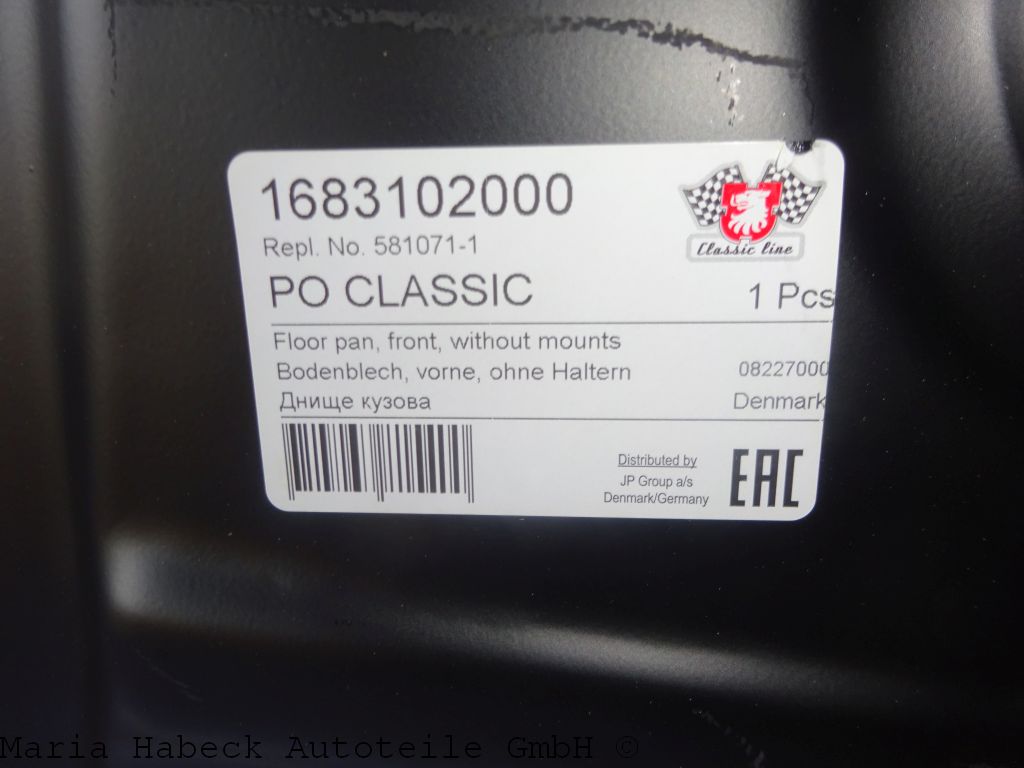 1683102000
Repl. No. 581071-1
Classic line
PO CLASSIC
1 Pcs
Floor pan, front, without mounts
Bodenblech, vorne, ohne Haltern
08227000
Днище кузова
Denmark
Distributed by
JP Group a/s
Denmark/Germany
EAC
Maria Habeck Autoteile GmbH ©